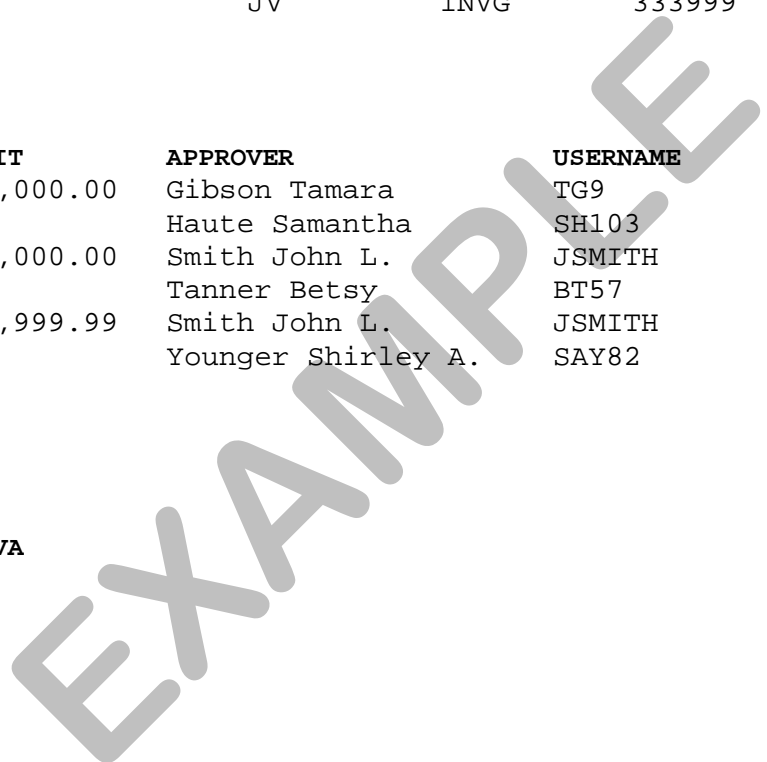 JV INVG 333999
IT APPROVER USERNAME
,000.00 Gibson Tamara TG9
Haute Samantha SH103
,000.00 Smith John L. JSMITH
Tanner Betsy BT57
,999.99 Smith John L. JSMITH
Younger Shirley A. SAY82
VA
EXAMPLE